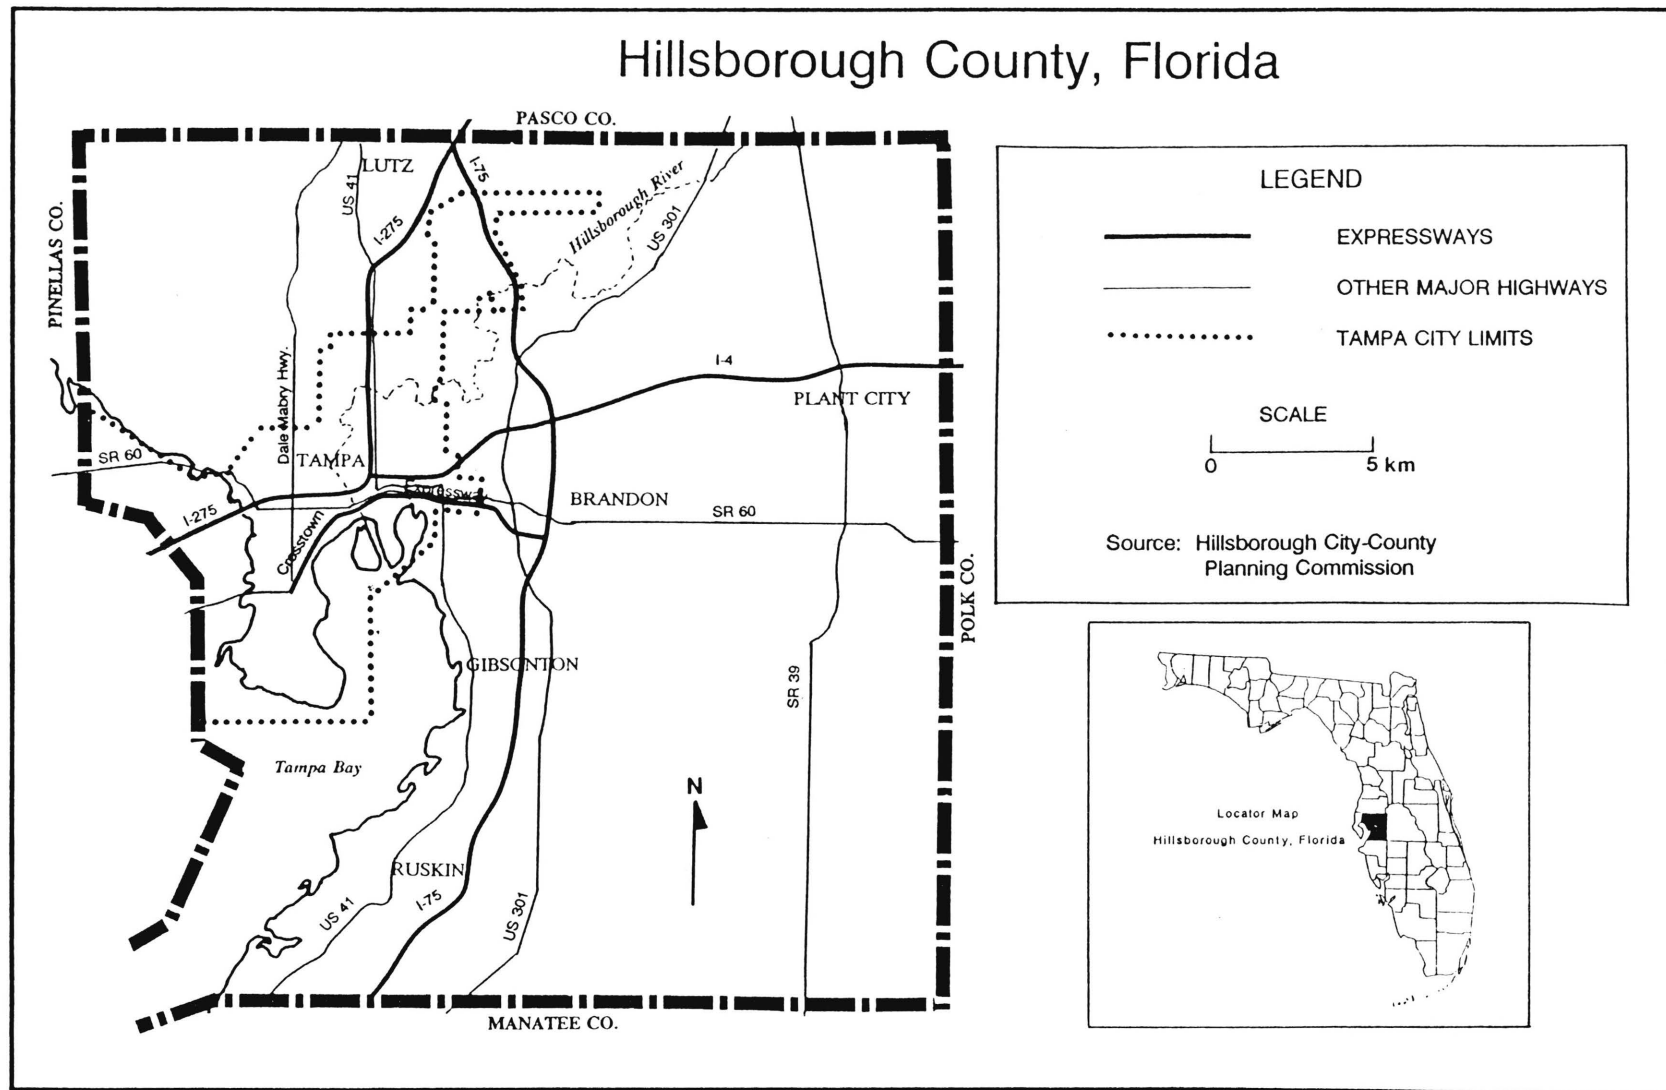 Hillsborough County, Florida
PASCO CO.
LUTZ
I-75
US 41
I-275
Hillsborough River
US 301
PINELLAS CO.
Dale Mabry Hwy.
I-4
PLANT CITY
SR 60
TAMPA
Expressway
BRANDON
SR 60
I-275
Crosstown
POLK CO.
GIBSONTON
SR 39
Tampa Bay
N
RUSKIN
US 41
I-75
US 301
MANATEE CO.
LEGEND
EXPRESSWAYS
OTHER MAJOR HIGHWAYS
TAMPA CITY LIMITS
SCALE
0 5 km
Source: Hillsborough City-County
Planning Commission
Locator Map
Hillsborough County, Florida